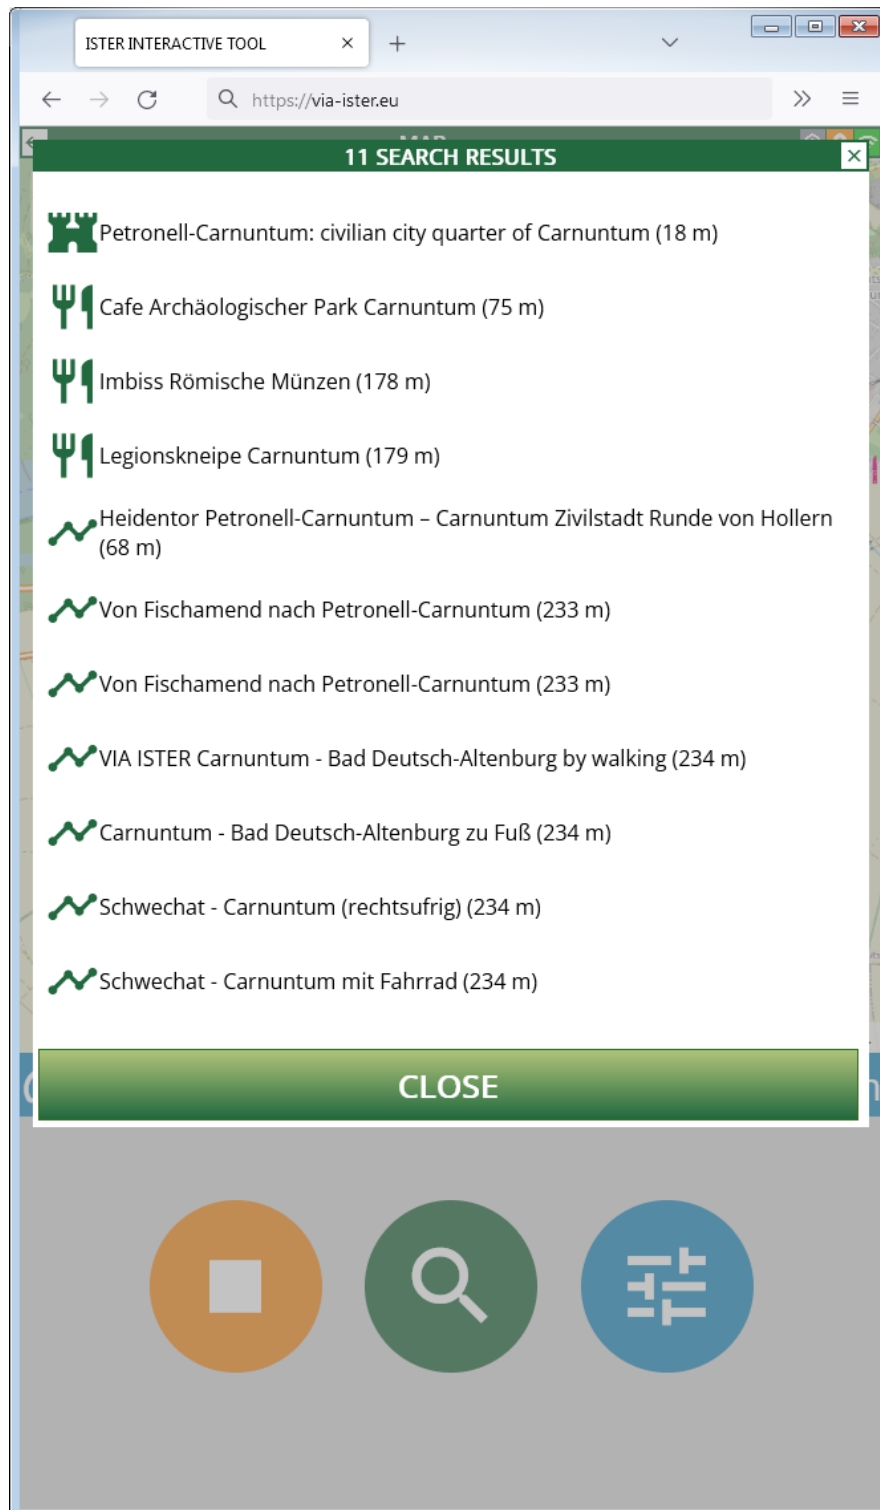 ISTER INTERACTIVE TOOL
https://via-ister.eu
11 SEARCH RESULTS
Petronell-Carnuntum: civilian city quarter of Carnuntum (18 m)
Cafe Archäologischer Park Carnuntum (75 m)
Imbiss Römische Münzen (178 m)
Legionskneipe Carnuntum (179 m)
Heidentor Petronell-Carnuntum – Carnuntum Zivilstadt Runde von Hollern
(68 m)
Von Fischamend nach Petronell-Carnuntum (233 m)
Von Fischamend nach Petronell-Carnuntum (233 m)
VIA ISTER Carnuntum - Bad Deutsch-Altenburg by walking (234 m)
Carnuntum - Bad Deutsch-Altenburg zu Fuß (234 m)
Schwechat - Carnuntum (rechtsufrig) (234 m)
Schwechat - Carnuntum mit Fahrrad (234 m)
CLOSE